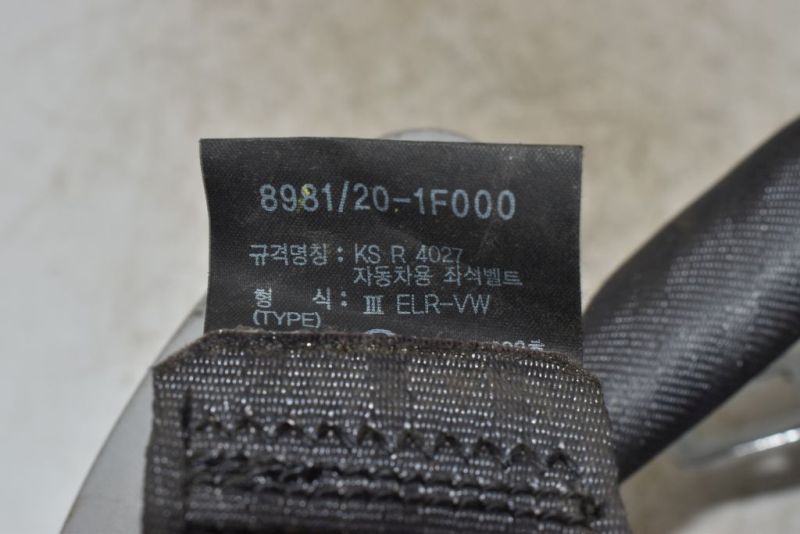 8981/20-1F000
규격명칭 : KS R 4027
자동차용 좌석벨트
형 식 : Ⅲ ELR-VW
(TYPE)